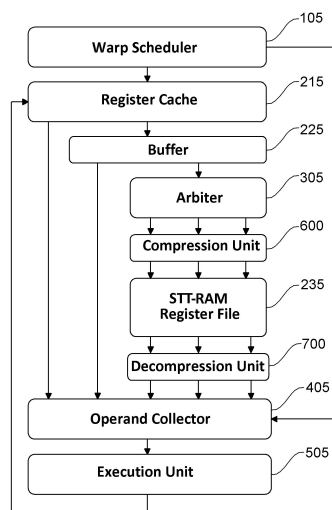 105
Warp Scheduler
215
Register Cache
225
Buffer
305
Arbiter
600
Compression Unit
235
STT-RAM
Register File
700
Decompression Unit
405
Operand Collector
505
Execution Unit